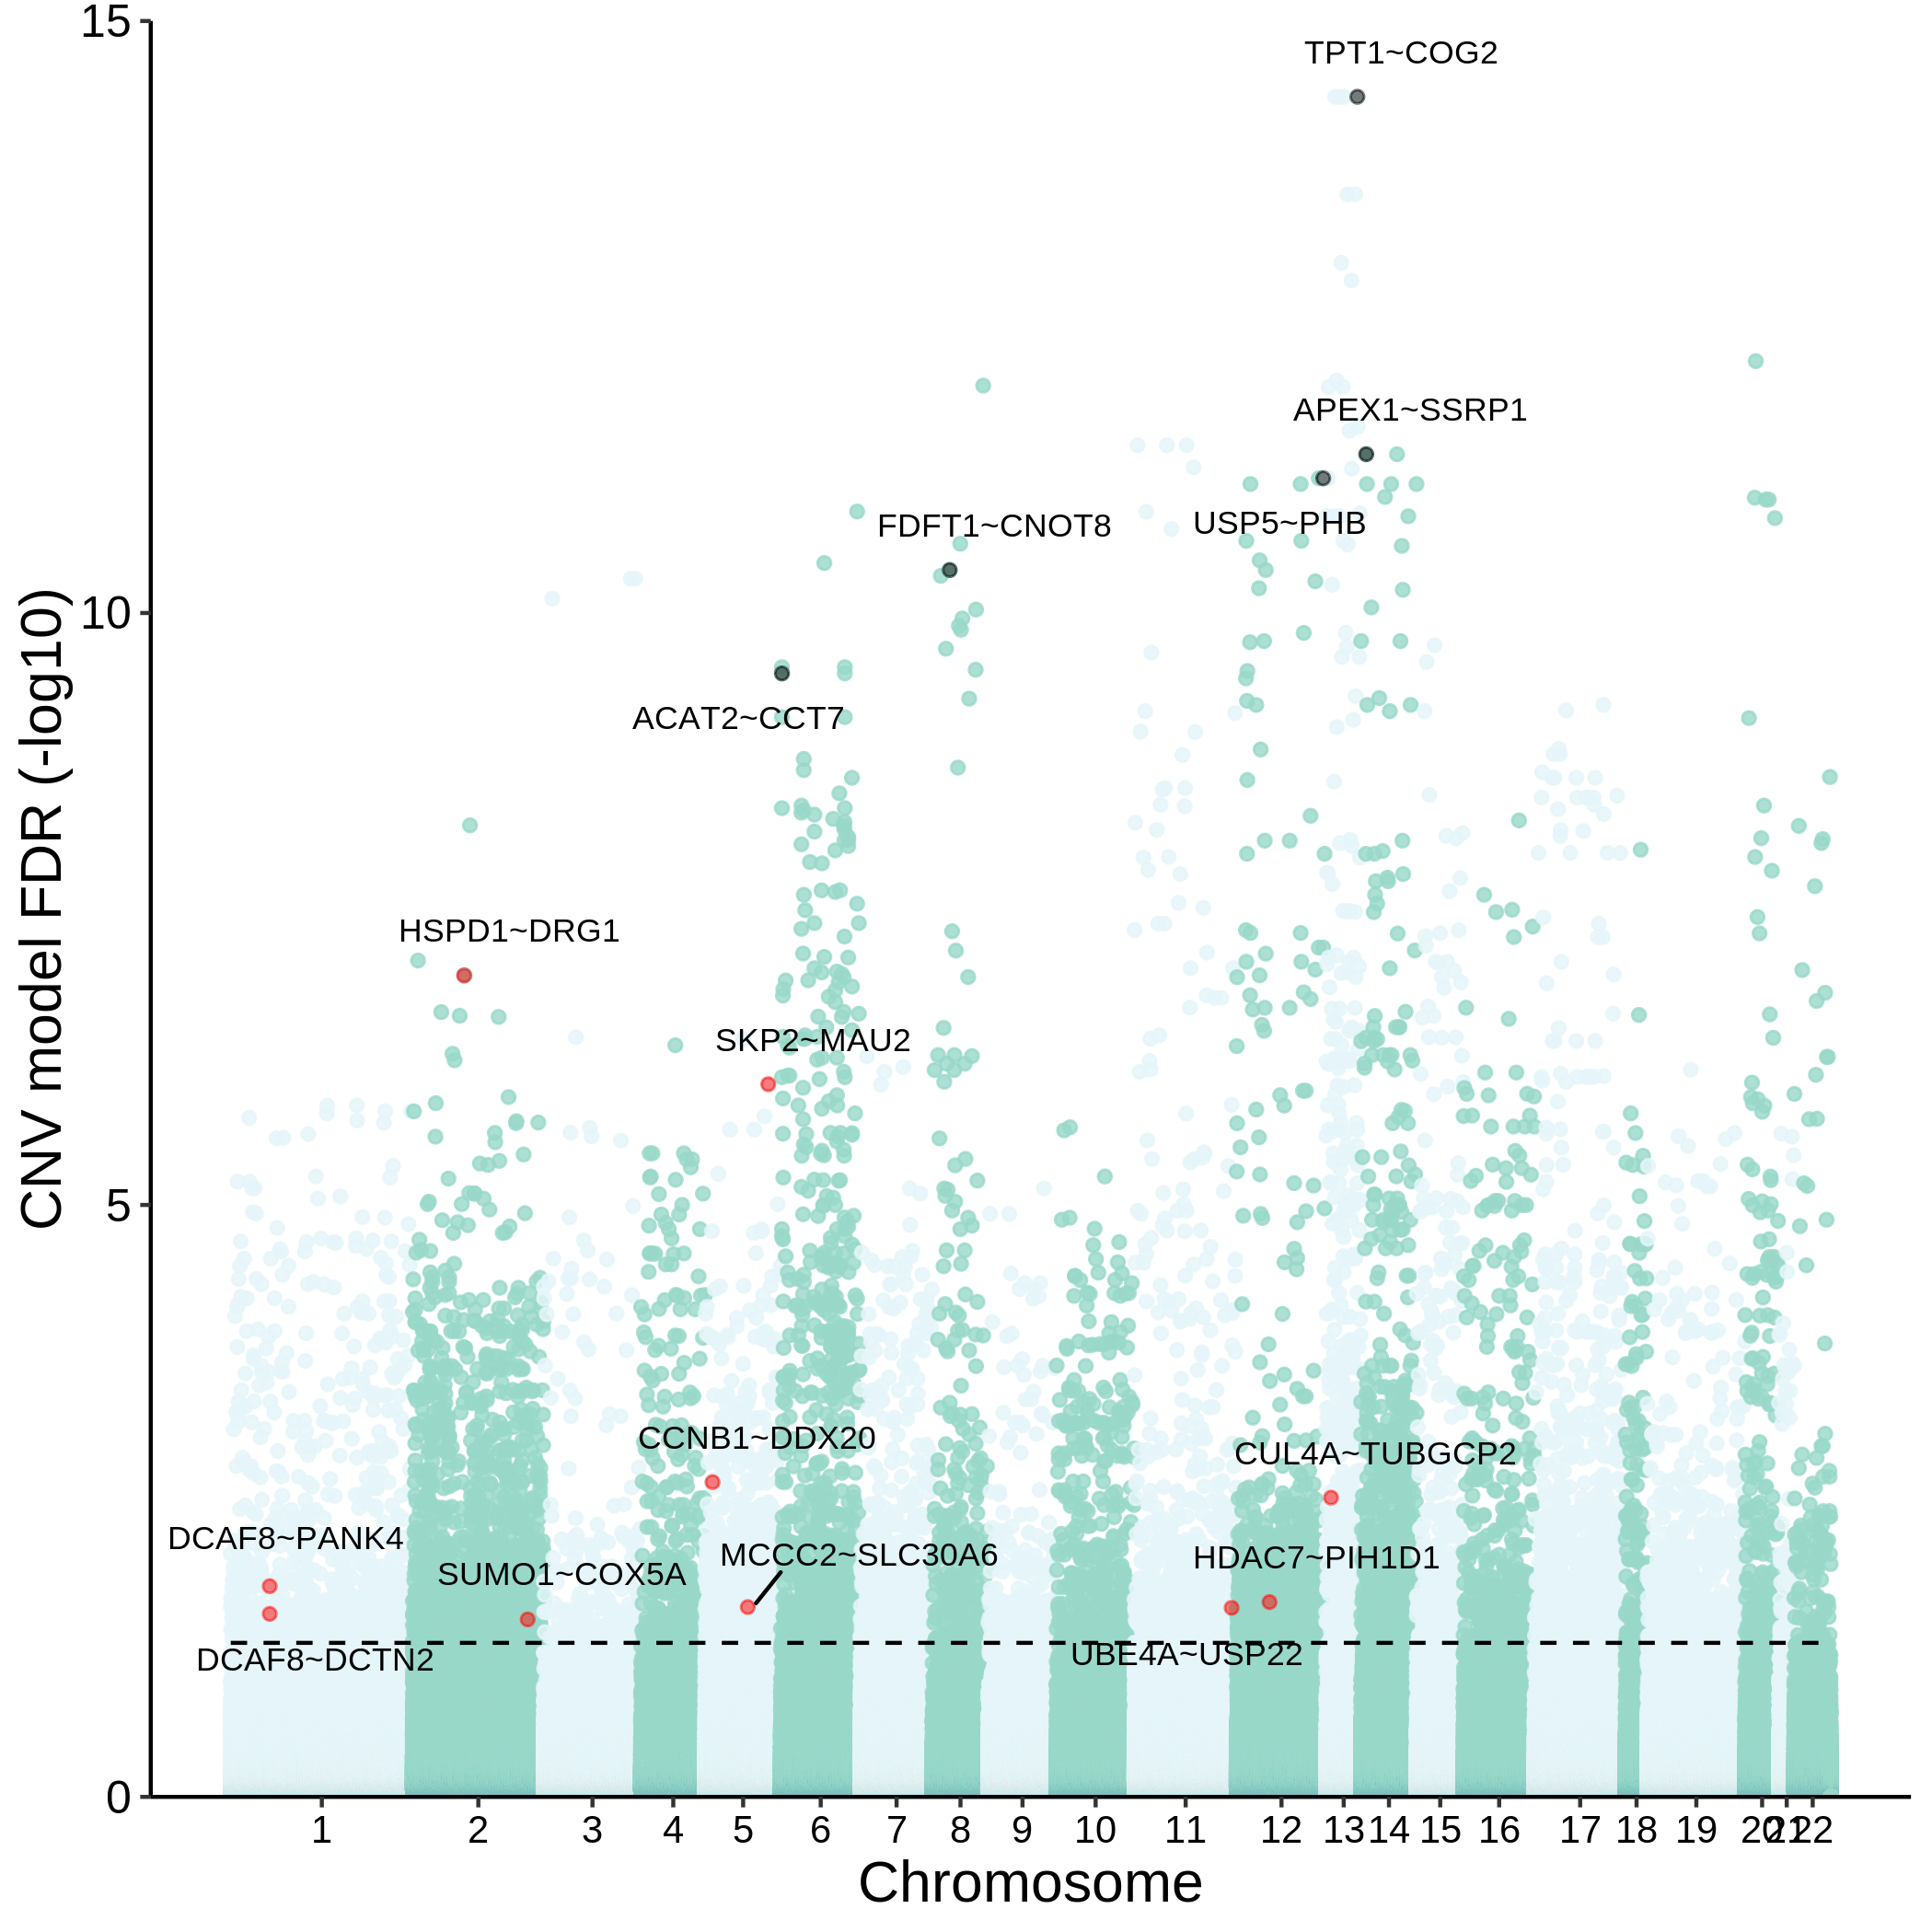 15
TPT1~COG2
APEX1~SSRP1
FDFT1~CNOT8
USP5~PHB
10
ACAT2~CCT7
HSPD1~DRG1
SKP2~MAU2
5
CCNB1~DDX20
CUL4A~TUBGCP2
DCAF8~PANK4
MCCC2~SLC30A6
HDAC7~PIH1D1
SUMO1~COX5A
UBE4A~USP22
DCAF8~DCTN2
0
CNV model FDR (-log10)
1 2 3 4 5 6 7 8 9 10 11 12 13 14 15 16 17 18 19 20 21 22
Chromosome